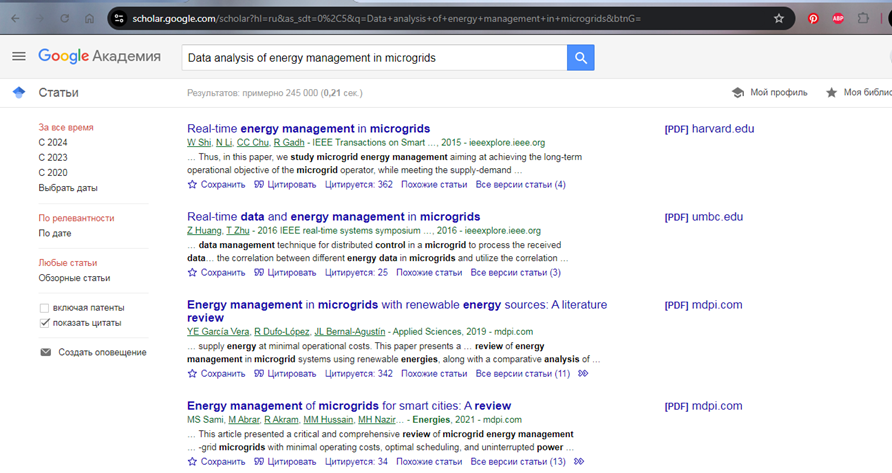 scholar.google.com/scholar?hl=ru&as_sdt=0%2C5&q=Data+analysis+of+energy+management+in+microgrids&btnG=
ABP
Google Академия
Data analysis of energy management in microgrids
Статьи
Результатов: примерно 245 000 (0,21 сек.)
Мой профиль
Моя библис
За все время
С 2024
С 2023
С 2020
Выбрать даты
По релевантности
По дате
Любые статьи
Обзорные статьи
включая патенты
показать цитаты
Создать оповещение
Real-time energy management in microgrids
[PDF] harvard.edu
W Shi, N Li, CC Chu, R Gadh - IEEE Transactions on Smart …, 2015 - ieeexplore.ieee.org
… Thus, in this paper, we study microgrid energy management aiming at achieving the long-term
operational objective of the microgrid operator, while meeting the supply-demand …
Сохранить Цитировать Цитируется: 362 Похожие статьи Все версии статьи (4)
Real-time data and energy management in microgrids
[PDF] umbc.edu
Z Huang, T Zhu - 2016 IEEE real-time systems symposium …, 2016 - ieeexplore.ieee.org
… data management technique for distributed control in a microgrid to process the received
data… the correlation between different energy data in microgrids and utilize the correlation …
Сохранить Цитировать Цитируется: 25 Похожие статьи Все версии статьи (3)
Energy management in microgrids with renewable energy sources: A literature
review
[PDF] mdpi.com
YE García Vera, R Dufo-López, JL Bernal-Agustín - Applied Sciences, 2019 - mdpi.com
… supply energy at minimal operational costs. This paper presents a … review of energy
management in microgrid systems using renewable energies, along with a comparative analysis of …
Сохранить Цитировать Цитируется: 342 Похожие статьи Все версии статьи (11)
Energy management of microgrids for smart cities: A review
[PDF] mdpi.com
MS Sami, M Abrar, R Akram, MM Hussain, MH Nazir… - Energies, 2021 - mdpi.com
… This article presented a critical and comprehensive review of microgrid energy management
… -grid microgrids with minimal operating costs, optimal scheduling, and uninterrupted power …
Сохранить Цитировать Цитируется: 34 Похожие статьи Все версии статьи (13)